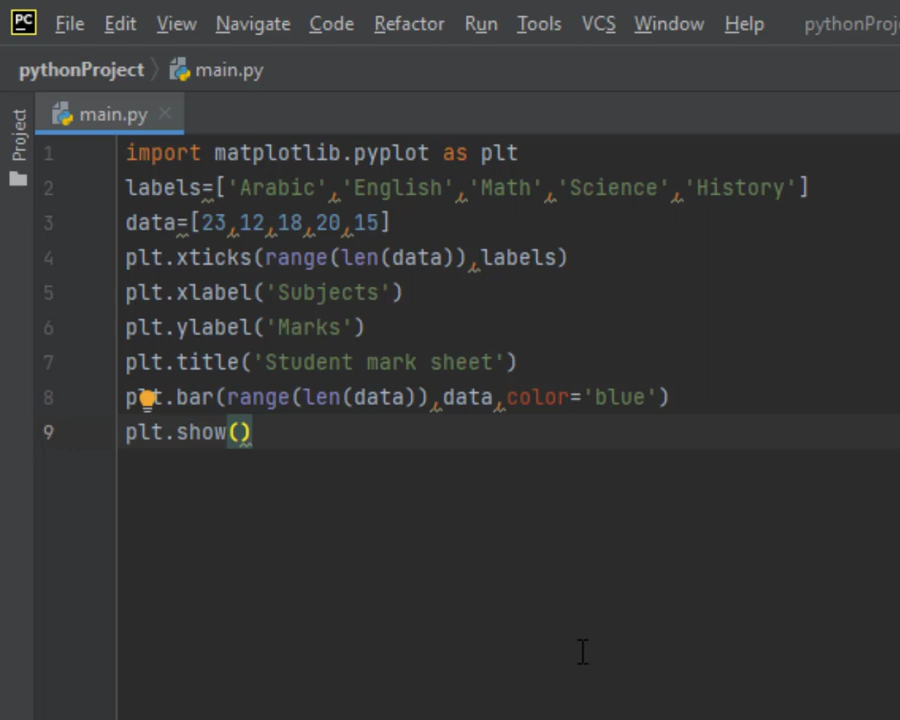 PC File Edit View Navigate Code Refactor Run Tools VCS Window Help pythonProj
pythonProject main.py
Project
main.py
1 import matplotlib.pyplot as plt
2 labels=['Arabic','English','Math','Science','History']
3 data=[23,12,18,20,15]
4 plt.xticks(range(len(data)),labels)
5 plt.xlabel('Subjects')
6 plt.ylabel('Marks')
7 plt.title('Student mark sheet')
8 plt.bar(range(len(data)),data,color='blue')
9 plt.show()